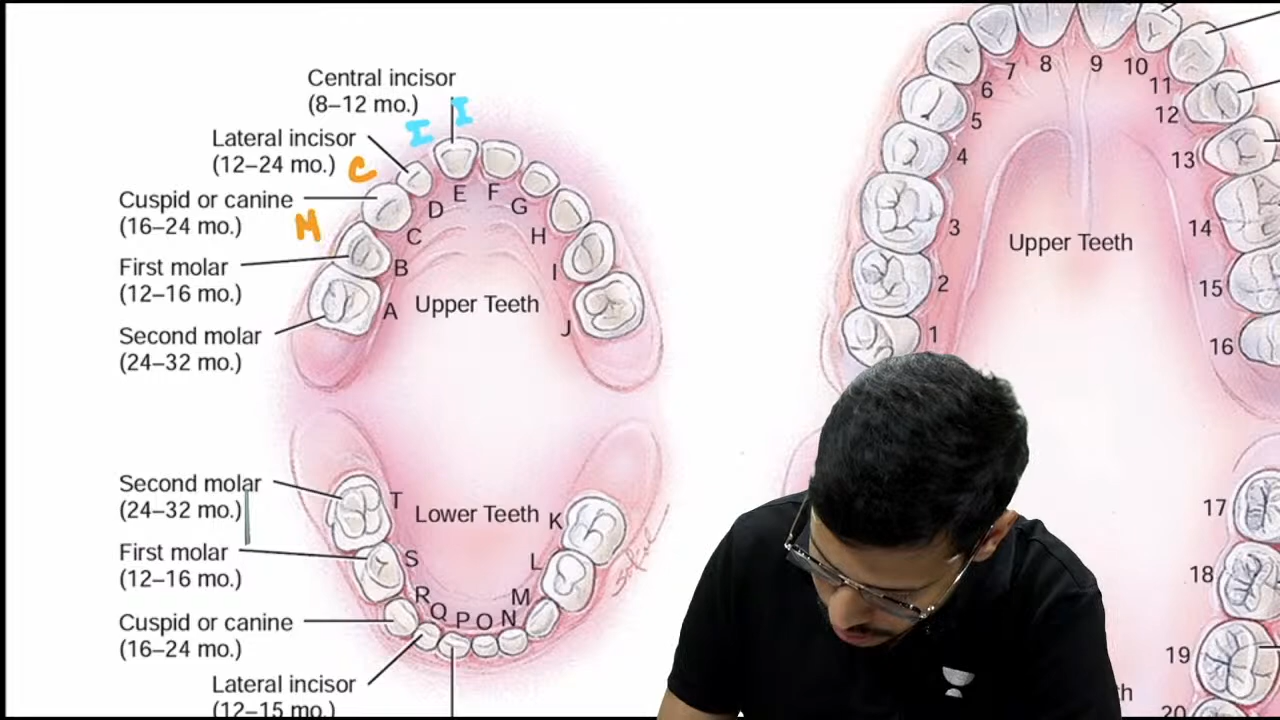 Central incisor
(8–12 mo.)
I
I
Lateral incisor
(12–24 mo.)
C
Cuspid or canine
(16–24 mo.)
M
First molar
(12–16 mo.)
Second molar
(24–32 mo.)
A
B
C
D
E
F
G
H
I
J
Upper Teeth
Second molar
(24–32 mo.)
First molar
(12–16 mo.)
Cuspid or canine
(16–24 mo.)
Lateral incisor
(12–15 mo.)
T
S
R
Q
P
O
N
M
L
K
Lower Teeth
1
2
3
4
5
6
7
8
9
10
11
12
13
14
15
16
Upper Teeth
17
18
19
20